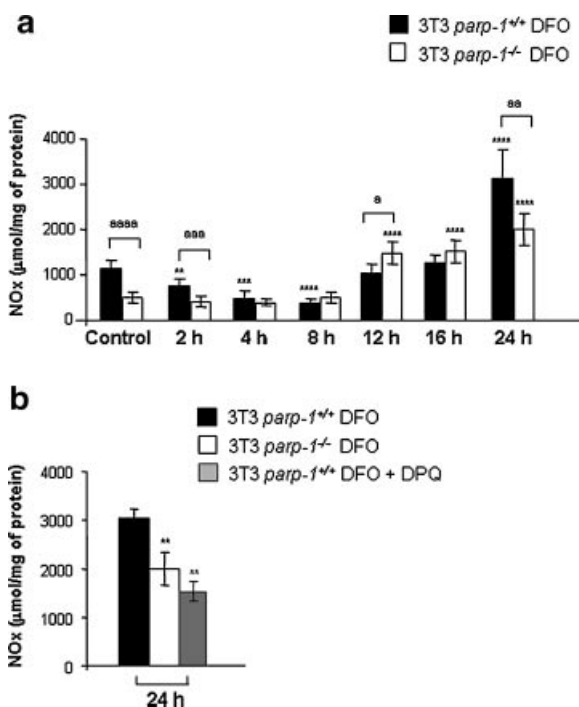 a
3T3 parp-1+/+ DFO
3T3 parp-1-/- DFO
NOx (µmol/mg of protein)
4000
3000
2000
1000
0
aaaa
aaa
**
***
****
a
****
****
aa
****
****
Control 2 h 4 h 8 h 12 h 16 h 24 h
b
3T3 parp-1+/+ DFO
3T3 parp-1-/- DFO
3T3 parp-1+/+ DFO + DPQ
NOx (µmol/mg of protein)
4000
3000
2000
1000
0
**
^^
24 h